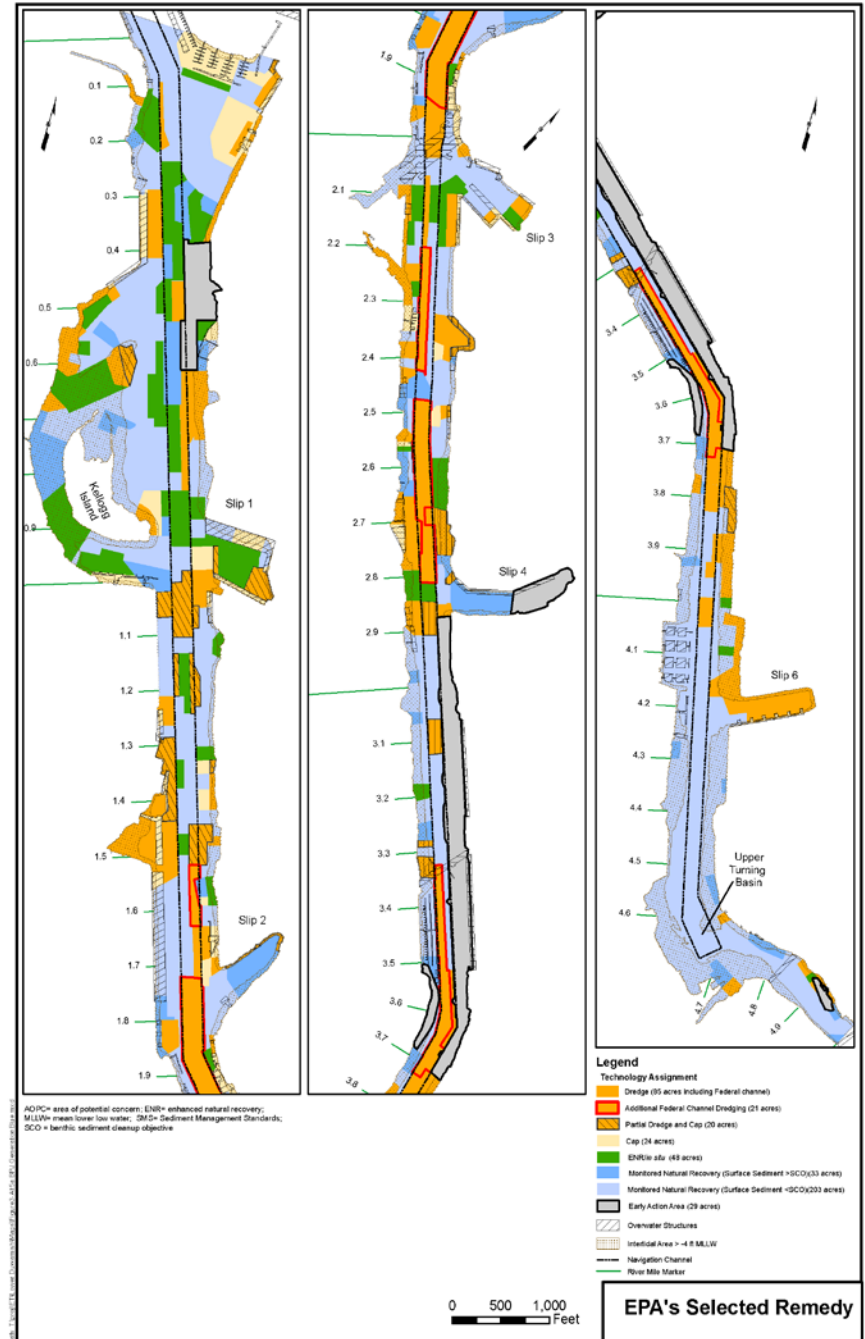 0.1
0.2
0.3
0.4
0.5
0.6
Kellogg
Island
0.9
Slip 1
1.1
1.2
1.3
1.4
1.5
1.6
Slip 2
1.7
1.8
1.9
1.9
2.1
Slip 3
2.2
2.3
2.4
2.5
2.6
2.7
Slip 4
2.8
2.9
3.1
3.2
3.3
3.4
3.5
3.6
3.7
3.8
3.4
3.5
3.6
3.7
3.8
3.9
4.1
Slip 6
4.2
4.3
4.4
4.5
Upper
Turning
Basin
4.6
4.7
4.8
4.9
AOPC= area of potential concern; ENR= enhanced natural recovery;
MLLW= mean lower low water; SMS= Sediment Management Standards;
SCO = benthic sediment cleanup objective
Legend
Technology Assignment
Dredge (85 acres including Federal channel)
Additional Federal Channel Dredging (21 acres)
Partial Dredge and Cap (20 acres)
Cap (24 acres)
ENR/in situ (48 acres)
Monitored Natural Recovery (Surface Sediment >SCO)(33 acres)
Monitored Natural Recovery (Surface Sediment <SCO)(203 acres)
Early Action Area (29 acres)
Overwater Structures
Intertidal Area > -4 ft MLLW
Navigation Channel
River Mile Marker
0 500 1,000
Feet
EPA's Selected Remedy